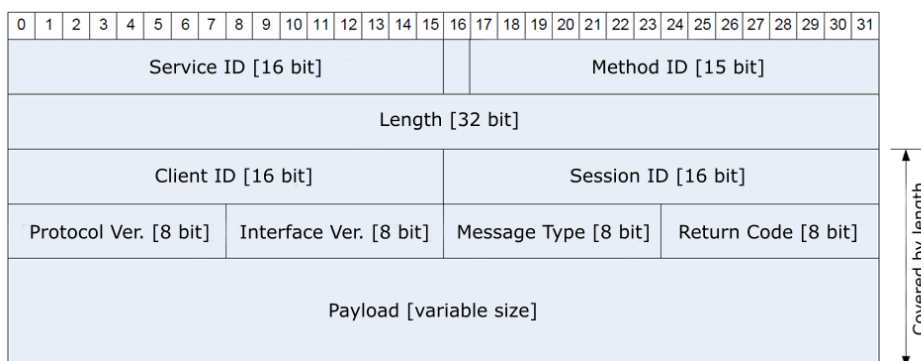 0 1 2 3 4 5 6 7 8 9 10 11 12 13 14 15 16 17 18 19 20 21 22 23 24 25 26 27 28 29 30 31
Service ID [16 bit] Method ID [15 bit]
Length [32 bit]
Client ID [16 bit] Session ID [16 bit]
Protocol Ver. [8 bit] Interface Ver. [8 bit] Message Type [8 bit] Return Code [8 bit]
Payload [variable size]
Covered by length